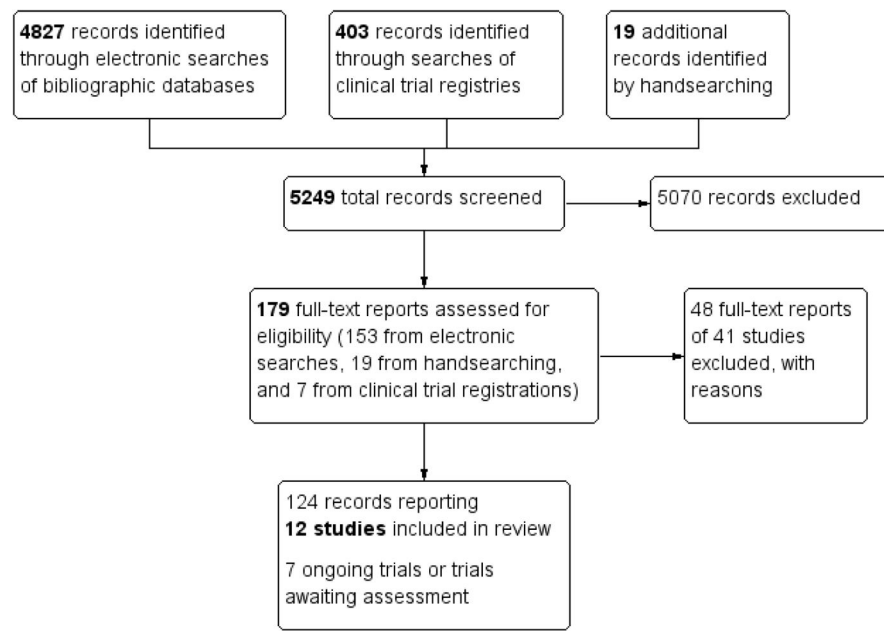 4827 records identified
through electronic searches
of bibliographic databases
403 records identified
through searches of
clinical trial registries
19 additional
records identified
by handsearching
5249 total records screened
5070 records excluded
179 full-text reports assessed for
eligibility (153 from electronic
searches, 19 from handsearching,
and 7 from clinical trial registrations)
48 full-text reports
of 41 studies
excluded, with
reasons
124 records reporting
12 studies included in review
7 ongoing trials or trials
awaiting assessment